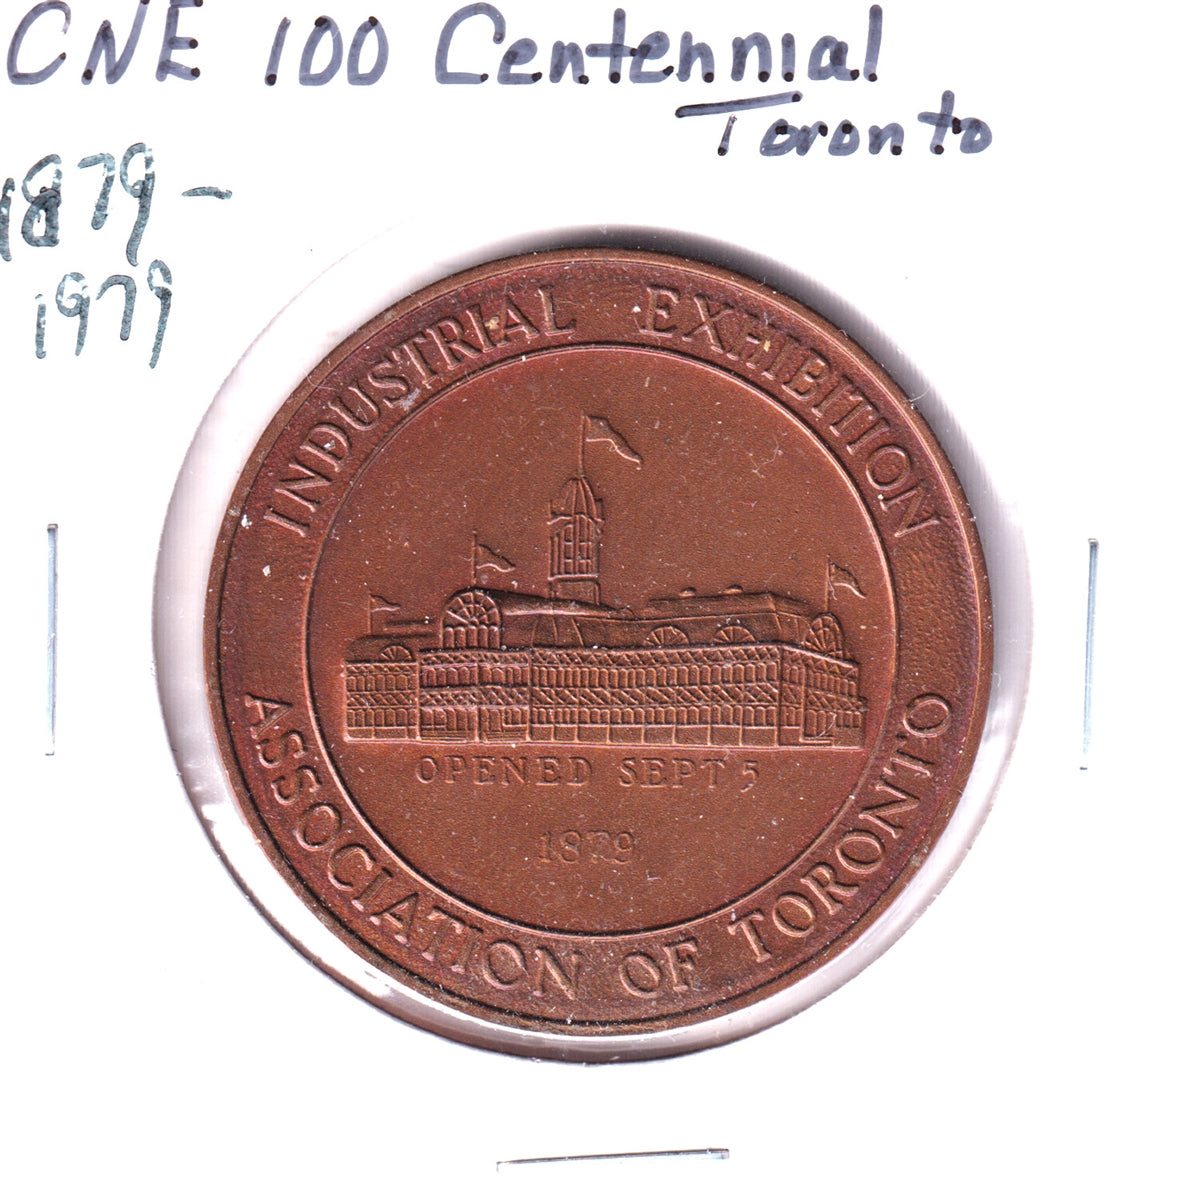 CNE 100 Centennial
Toronto
1879 -
1979
INDUSTRIAL EXHIBITION
ASSOCIATION OF TORONTO
OPENED SEPT 5
1879